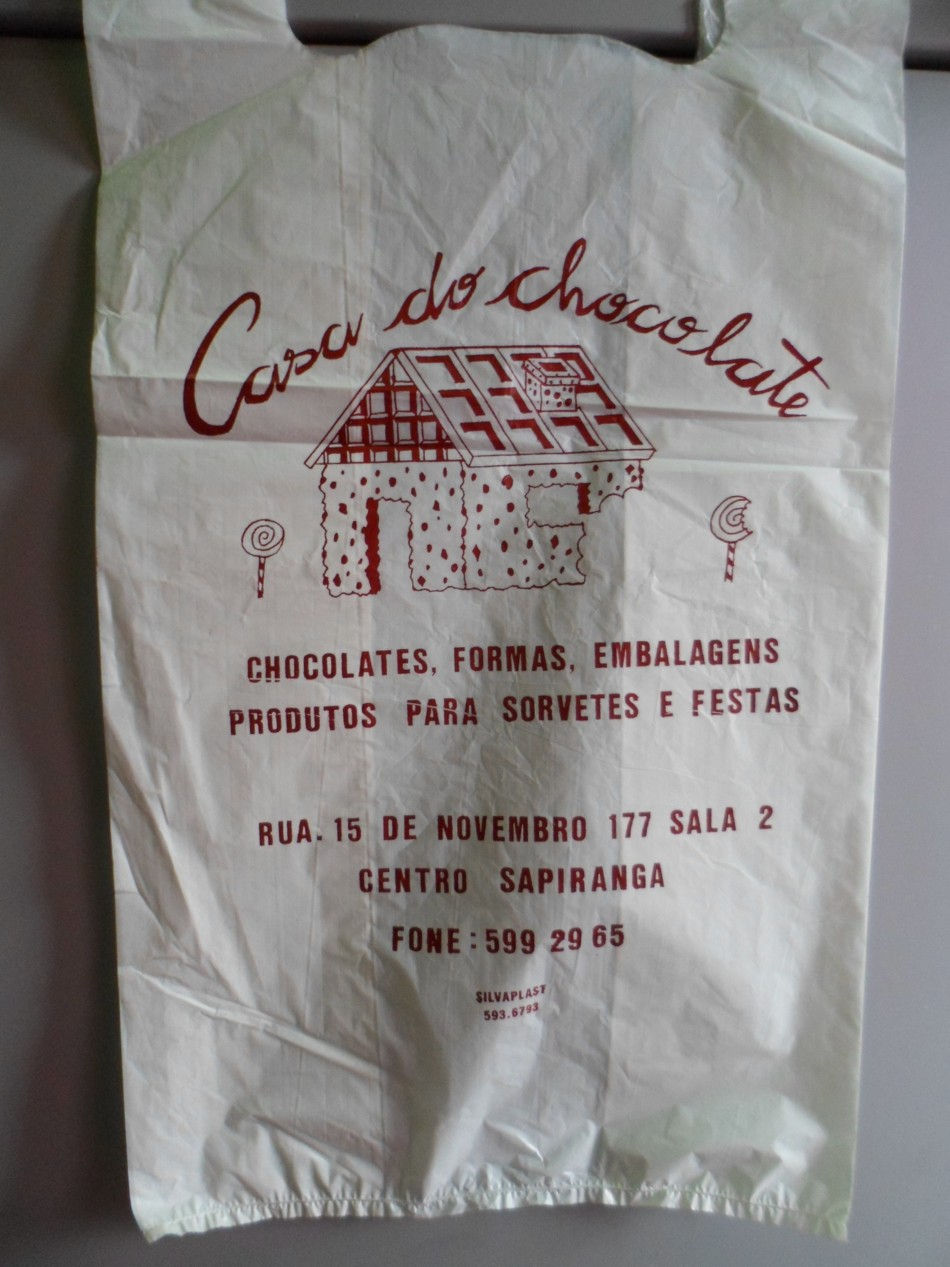 Casa do chocolate
CHOCOLATES, FORMAS, EMBALAGENS
PRODUTOS PARA SORVETES E FESTAS
RUA. 15 DE NOVEMBRO 177 SALA 2
CENTRO SAPIRANGA
FONE: 599 29 65
SILVAPLAST
593.6793